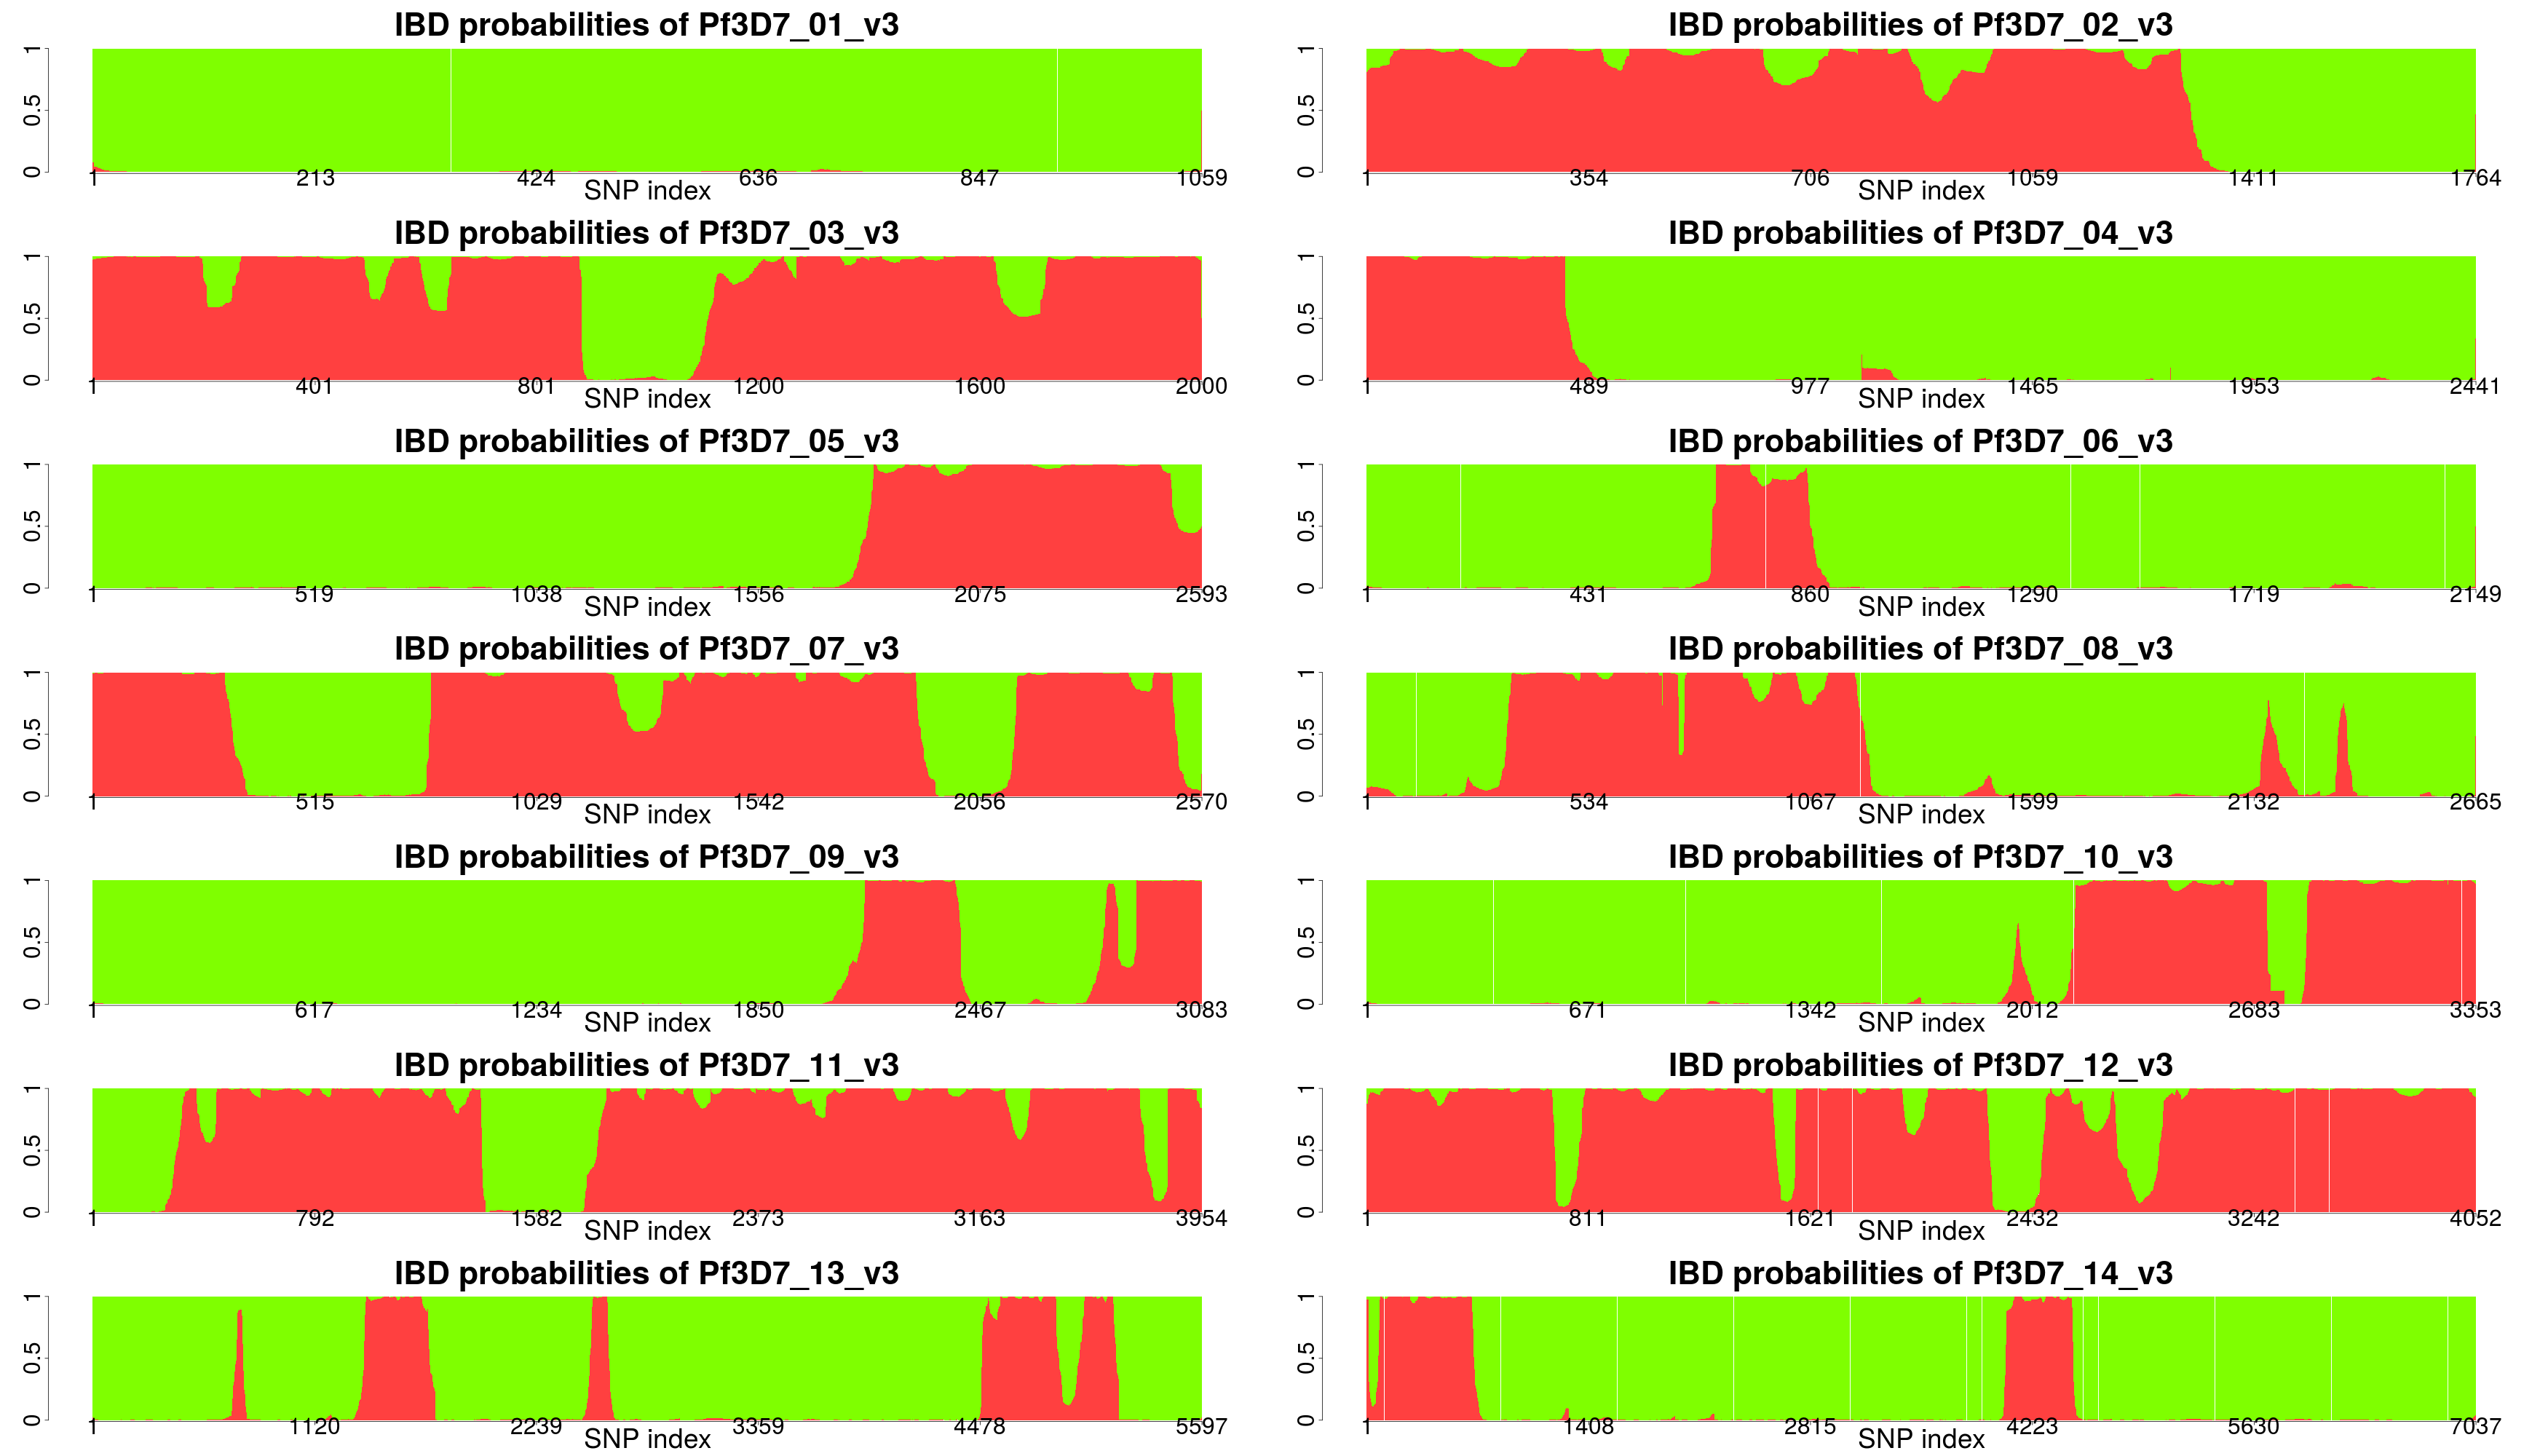 IBD probabilities of Pf3D7_01_v3
0 0.5 1
1 213 424 636 847 1059
SNP index
IBD probabilities of Pf3D7_02_v3
0 0.5 1
1 354 706 1059 1411 1764
SNP index
IBD probabilities of Pf3D7_03_v3
0 0.5 1
1 401 801 1200 1600 2000
SNP index
IBD probabilities of Pf3D7_04_v3
0 0.5 1
1 489 977 1465 1953 2441
SNP index
IBD probabilities of Pf3D7_05_v3
0 0.5 1
1 519 1038 1556 2075 2593
SNP index
IBD probabilities of Pf3D7_06_v3
0 0.5 1
1 431 860 1290 1719 2149
SNP index
IBD probabilities of Pf3D7_07_v3
0 0.5 1
1 515 1029 1542 2056 2570
SNP index
IBD probabilities of Pf3D7_08_v3
0 0.5 1
1 534 1067 1599 2132 2665
SNP index
IBD probabilities of Pf3D7_09_v3
0 0.5 1
1 617 1234 1850 2467 3083
SNP index
IBD probabilities of Pf3D7_10_v3
0 0.5 1
1 671 1342 2012 2683 3353
SNP index
IBD probabilities of Pf3D7_11_v3
0 0.5 1
1 792 1582 2373 3163 3954
SNP index
IBD probabilities of Pf3D7_12_v3
0 0.5 1
1 811 1621 2432 3242 4052
SNP index
IBD probabilities of Pf3D7_13_v3
0 0.5 1
1 1120 2239 3359 4478 5597
SNP index
IBD probabilities of Pf3D7_14_v3
0 0.5 1
1 1408 2815 4223 5630 7037
SNP index